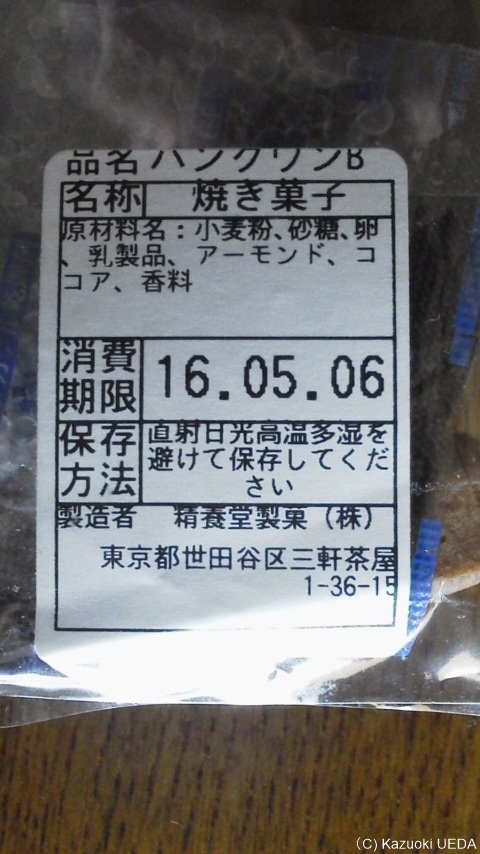 品名 パングワンB
名称 焼き菓子
原材料名：小麦粉、砂糖、卵
、乳製品、アーモンド、コ
コア、香料
消費
期限
16.05.06
保存
方法
直射日光高温多湿を
避けて保存してくだ
さい
製造者 精養堂製菓（株）
東京都世田谷区三軒茶屋
1-36-15
(C) Kazuoki UEDA